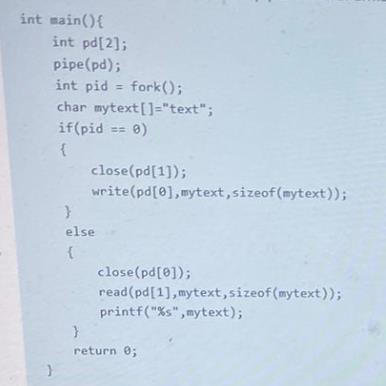 int main(){
int pd[2];
pipe(pd);
int pid = fork();
char mytext[]="text";
if(pid == 0)
{
close(pd[1]);
write(pd[0],mytext,sizeof(mytext));
}
else
{
close(pd[0]);
read(pd[1],mytext,sizeof(mytext));
printf("%s",mytext);
}
return 0;
}